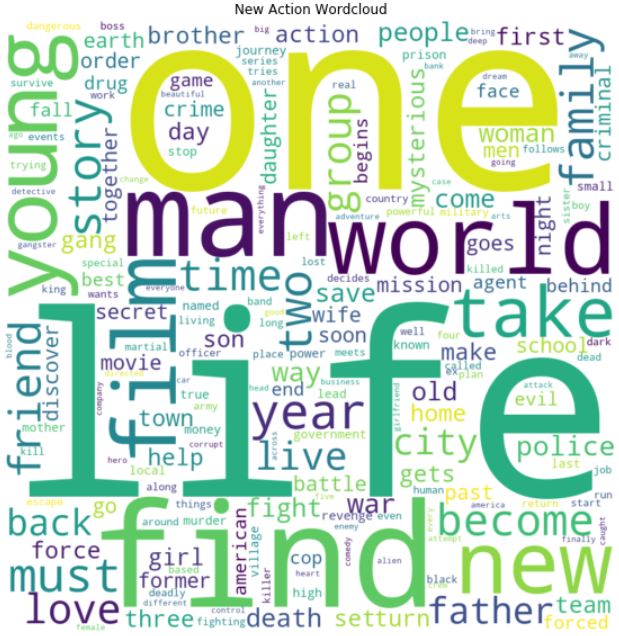 New Action Wordcloud
dangerous
boss
big
bring
deep
away
people
first
brother
action
journey
series
tries
another
earth
order
drug
work
survive
young
one
game
beautiful
crime
day
stop
story
together
fall
ago
events
trying
detective
gangster
change
daughter
group
begins
real
prison
bank
dream
face
mysterious
woman
men
going
follows
family
criminal
case
come
small
sister
boy
night
country
powerful
military
arts
adventure
everything
future
man
world
goes
gang
special
best
king
wants
everyone
film
time
left
lost
decides
killed
two
save
mission
agent
behind
secret
named
living
band
long
good
wife
soon
well
known
four
take
school
dark
dead
friend
discover
blood
martial
officer
son
movie
place
power
meets
make
called
ex
plan
life
way
true
car
army
end
lead
head
business
girlfriend
old
home
attack
evil
mother
kill
company
directed
town
money
year
government
hero
corrupt
across
help
local
live
city
police
last
job
battle
gets
human
past
america
return
start
run
escape
go
along
things
five
fight
war
revenge
even
enemy
become
every
attempt
finally
caught
back
around
murder
find
new
force
girl
based
former
deadly
different
american
village
killer
cop
heart
comedy
alien
high
black
crew
must
love
female
three
control
fighting
death
setturn
father
team
forced